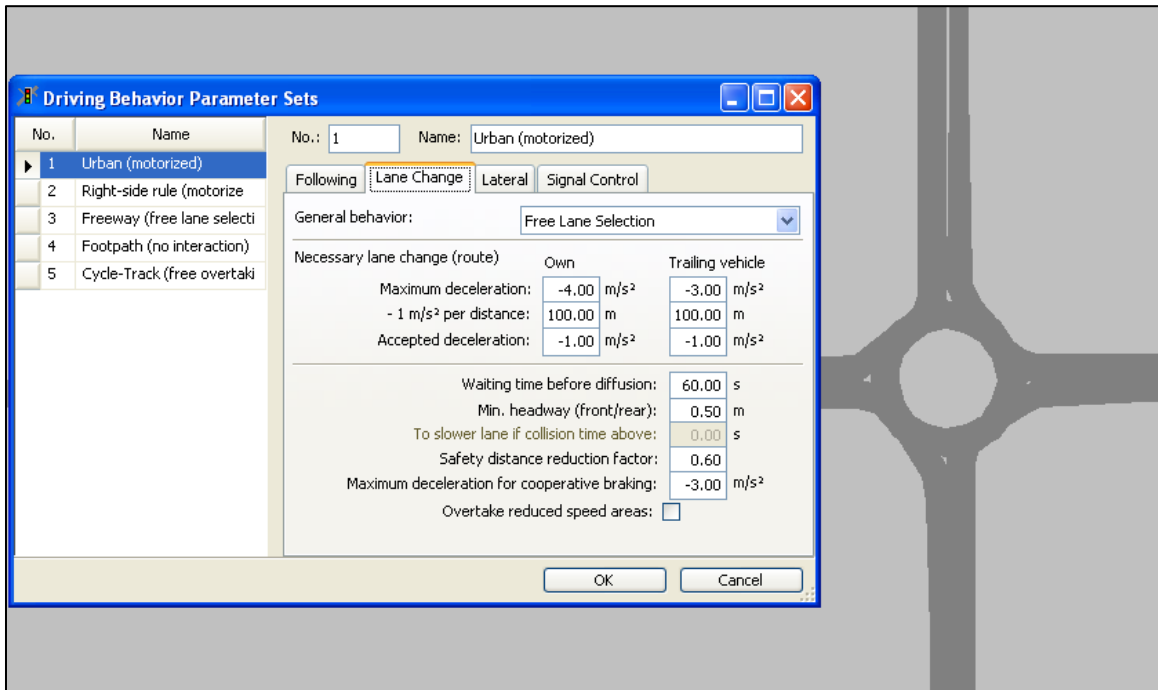 Driving Behavior Parameter Sets
No. Name
1 Urban (motorized)
2 Right-side rule (motorize
3 Freeway (free lane selecti
4 Footpath (no interaction)
5 Cycle-Track (free overtaki
No.: 1 Name: Urban (motorized)
Following Lane Change Lateral Signal Control
General behavior: Free Lane Selection
Necessary lane change (route) Own Trailing vehicle
Maximum deceleration: -4.00 m/s² -3.00 m/s²
- 1 m/s² per distance: 100.00 m 100.00 m
Accepted deceleration: -1.00 m/s² -1.00 m/s²
Waiting time before diffusion: 60.00 s
Min. headway (front/rear): 0.50 m
To slower lane if collision time above: 0.00 s
Safety distance reduction factor: 0.60
Maximum deceleration for cooperative braking: -3.00 m/s²
Overtake reduced speed areas:
OK Cancel